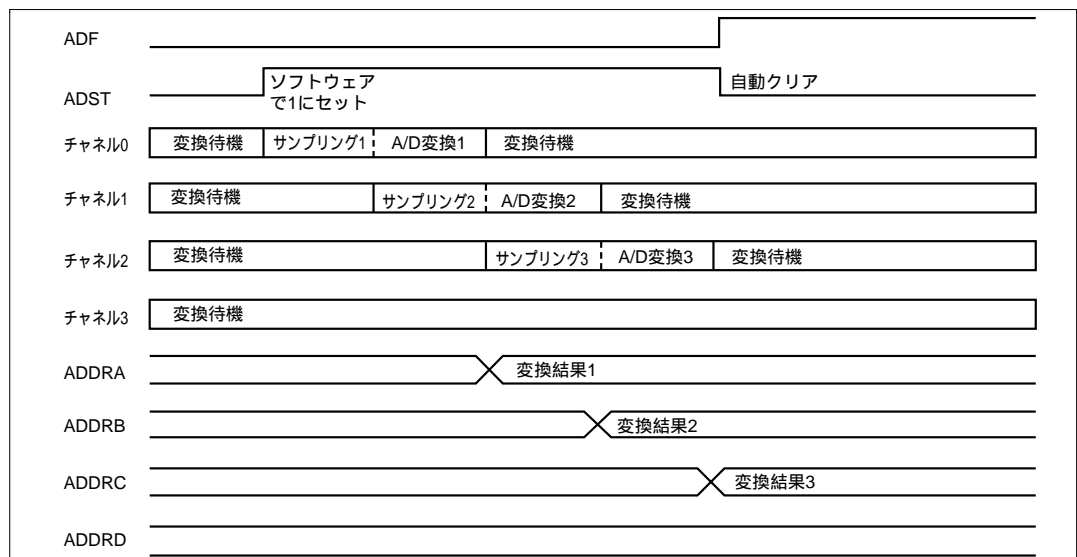 ADF
ADST
ソフトウェア
で1にセット
自動クリア
チャネル0 変換待機 サンプリング1 A/D変換1 変換待機
チャネル1 変換待機 サンプリング2 A/D変換2 変換待機
チャネル2 変換待機 サンプリング3 A/D変換3 変換待機
チャネル3 変換待機
ADDRA 変換結果1
ADDRB 変換結果2
ADDRC 変換結果3
ADDRD